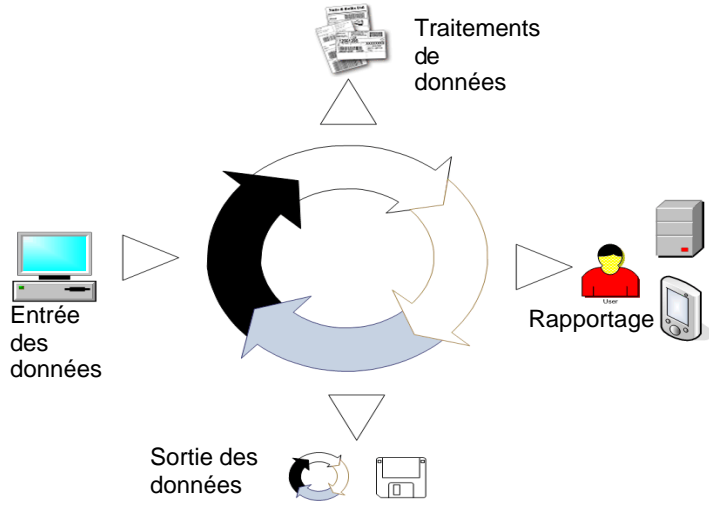 Traitements
de
données
Entrée
des
données
User
Rapportage
Sortie des
données